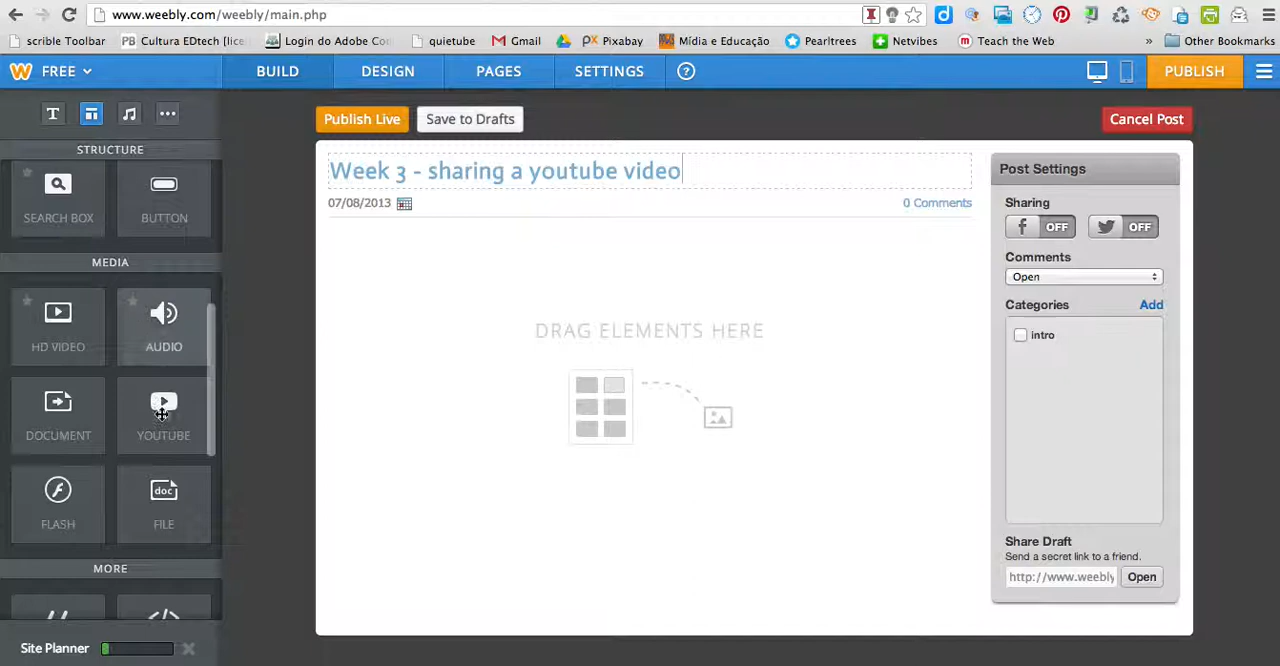 www.weebly.com/weebly/main.php
scrible Toolbar
PB Cultura EDtech [lice
Login do Adobe Co
quietube
Gmail
Pixabay
Mídia e Educação
Pearltrees
Netvibes
Teach the Web
»
Other Bookmarks
FREE
BUILD
DESIGN
PAGES
SETTINGS
?
PUBLISH
T
Publish Live
Save to Drafts
Cancel Post
STRUCTURE
SEARCH BOX
BUTTON
MEDIA
HD VIDEO
AUDIO
DOCUMENT
YOUTUBE
FLASH
doc
FILE
MORE
Site Planner
Week 3 - sharing a youtube video
07/08/2013
0 Comments
DRAG ELEMENTS HERE
Post Settings
Sharing
OFF
OFF
Comments
Open
Categories
Add
intro
Share Draft
Send a secret link to a friend.
http://www.weebly
Open